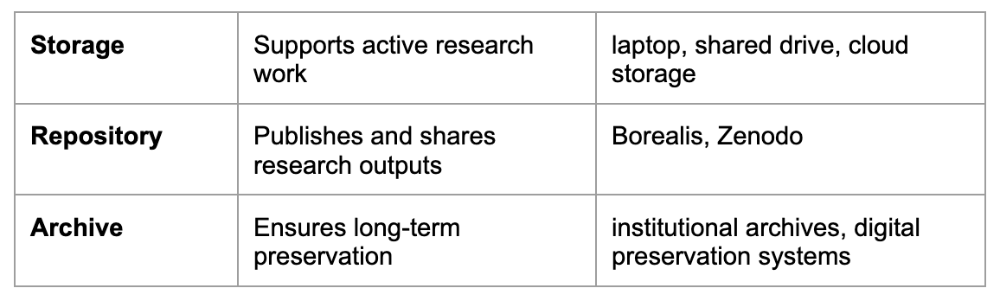 Storage
Supports active research
work
laptop, shared drive, cloud
storage
Repository
Publishes and shares
research outputs
Borealis, Zenodo
Archive
Ensures long-term
preservation
institutional archives, digital
preservation systems